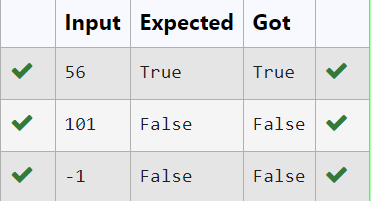 Input Expected Got
56 True True
101 False False
-1 False False